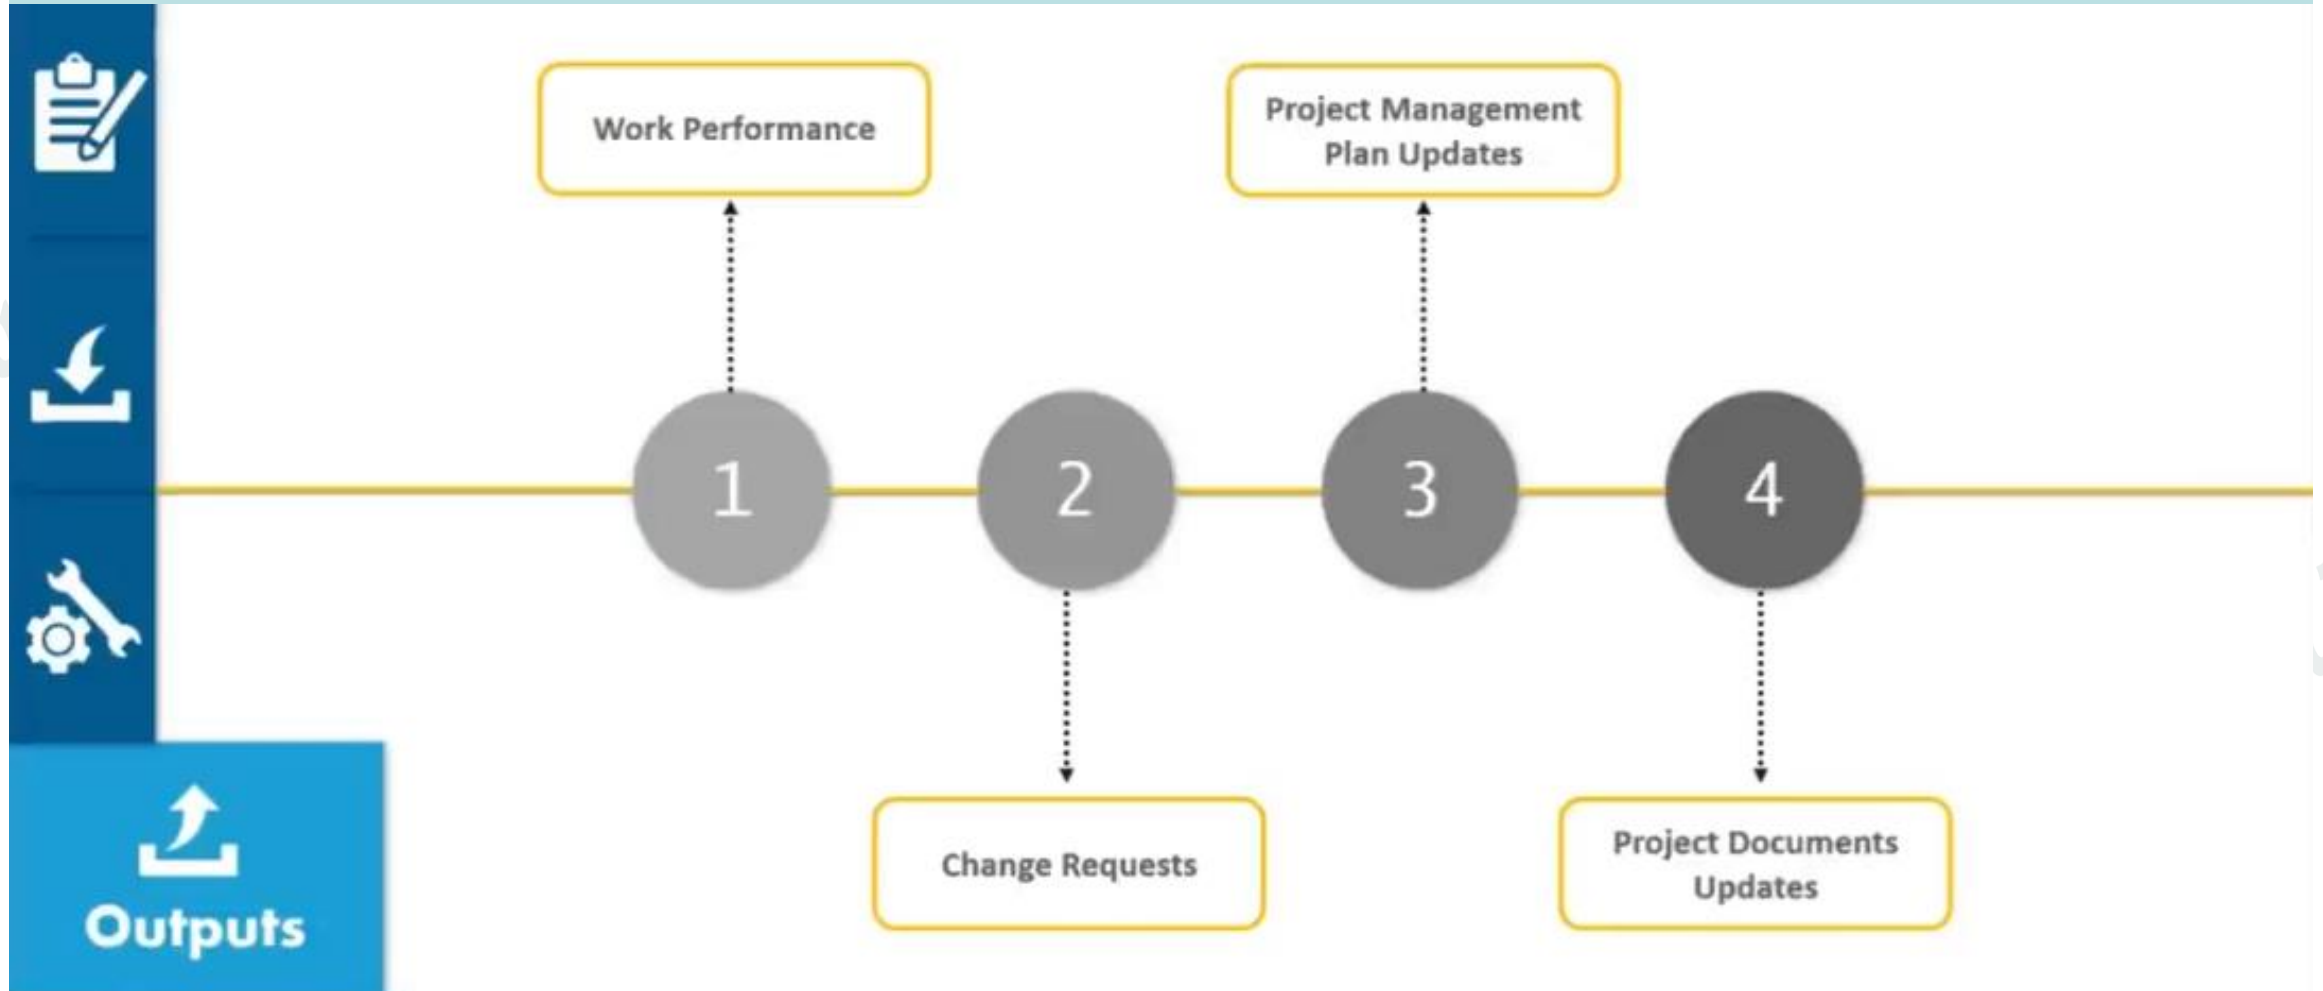 Work Performance
Project Management
Plan Updates
1
2
3
4
Change Requests
Project Documents
Updates
Outputs